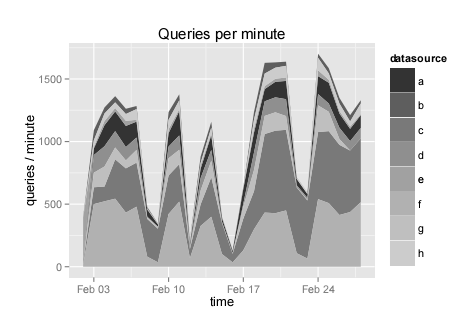 Queries per minute
queries / minute
1500
1000
500
0
Feb 03
Feb 10
Feb 17
Feb 24
time
datasource
a
b
c
d
e
f
g
h